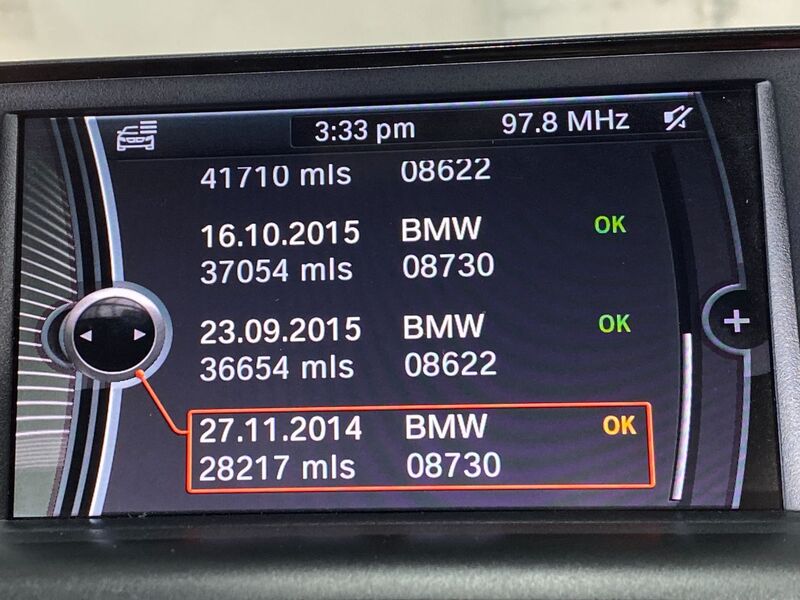 3:33 pm 97.8 MHz
41710 mls 08622
16.10.2015 BMW OK
37054 mls 08730
23.09.2015 BMW OK
36654 mls 08622
27.11.2014 BMW OK
28217 mls 08730